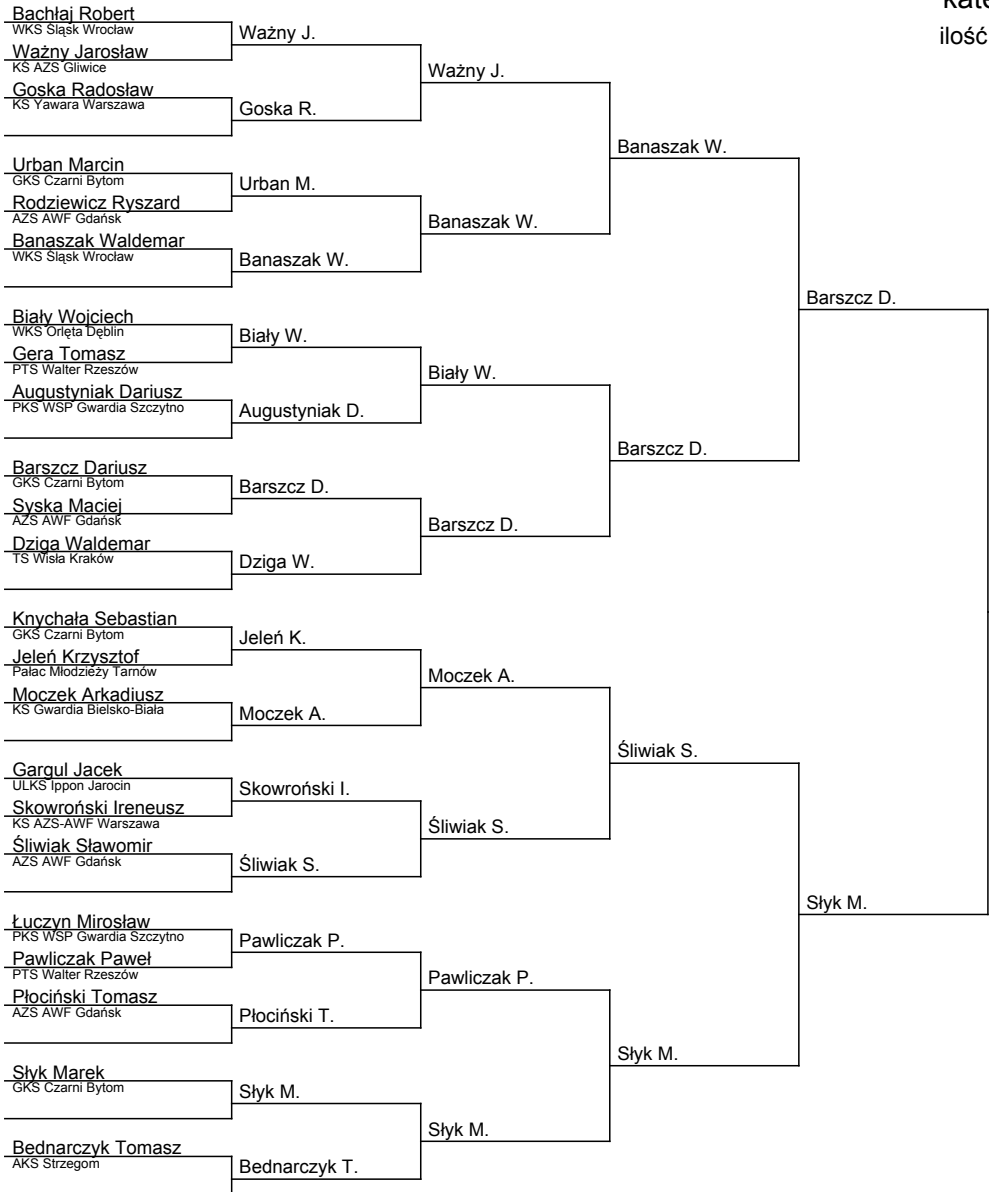 Bachłaj Robert
WKS Śląsk Wrocław
Ważny Jarosław
KS AZS Gliwice
Goska Radosław
KS Yawara Warszawa
Urban Marcin
GKS Czarni Bytom
Rodziewicz Ryszard
AZS AWF Gdańsk
Banaszak Waldemar
WKS Śląsk Wrocław
Biały Wojciech
WKS Orlęta Dęblin
Gera Tomasz
PTS Walter Rzeszów
Augustyniak Dariusz
PKS WSP Gwardia Szczytno
Barszcz Dariusz
GKS Czarni Bytom
Syska Maciej
AZS AWF Gdańsk
Dziga Waldemar
TS Wisła Kraków
Knychała Sebastian
GKS Czarni Bytom
Jeleń Krzysztof
Pałac Młodzieży Tarnów
Moczek Arkadiusz
KS Gwardia Bielsko-Biała
Gargul Jacek
ULKS Ippon Jarocin
Skowroński Ireneusz
KS AZS-AWF Warszawa
Śliwiak Sławomir
AZS AWF Gdańsk
Łuczyn Mirosław
PKS WSP Gwardia Szczytno
Pawliczak Paweł
PTS Walter Rzeszów
Płociński Tomasz
AZS AWF Gdańsk
Słyk Marek
GKS Czarni Bytom
Bednarczyk Tomasz
AKS Strzegom
Ważny J.
Goska R.
Urban M.
Banaszak W.
Biały W.
Augustyniak D.
Barszcz D.
Dziga W.
Jeleń K.
Moczek A.
Skowroński I.
Śliwiak S.
Pawliczak P.
Płociński T.
Słyk M.
Bednarczyk T.
Ważny J.
Banaszak W.
Biały W.
Barszcz D.
Moczek A.
Śliwiak S.
Pawliczak P.
Słyk M.
Banaszak W.
Barszcz D.
Śliwiak S.
Słyk M.
Barszcz D.
Słyk M.
ilość